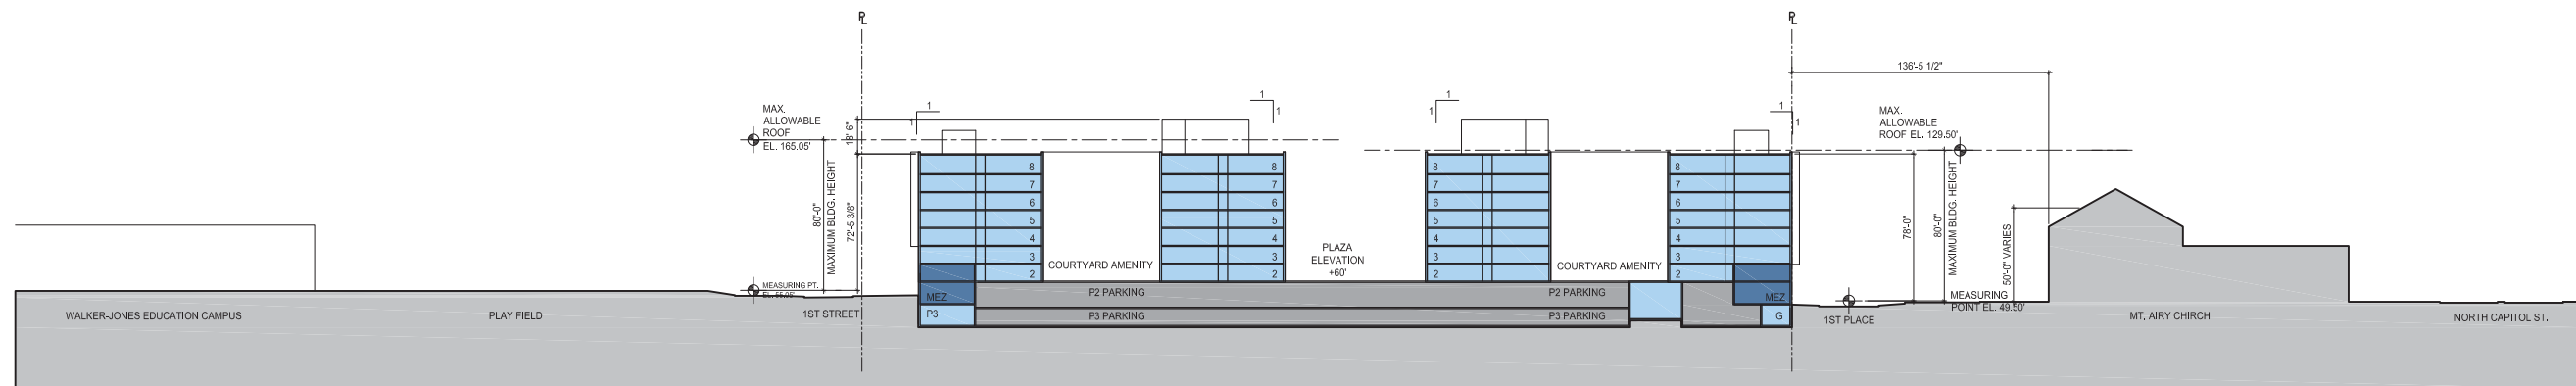 PL
PL
136'-5 1/2"
1
1
1
1
1
1
1
1
MAX.
ALLOWABLE
ROOF
EL. 165.05'
18'-6"
MAX.
ALLOWABLE
ROOF EL. 129.50'
80'-0"
MAXIMUM BLDG. HEIGHT
72'-5 3/8"
8
7
6
5
4
3
2
8
7
6
5
4
3
2
8
7
6
5
4
3
2
8
7
6
5
4
3
2
COURTYARD AMENITY
PLAZA
ELEVATION
+60'
COURTYARD AMENITY
78'-0"
80'-0"
MAXIMUM BLDG. HEIGHT
50'-0" VARIES
MEASURING PT.
MEZ
P2 PARKING
P2 PARKING
MEZ
MEASURING
POINT EL. 49.50'
WALKER-JONES EDUCATION CAMPUS
PLAY FIELD
1ST STREET
P3
P3 PARKING
P3 PARKING
G
1ST PLACE
MT. AIRY CHIRCH
NORTH CAPITOL ST.